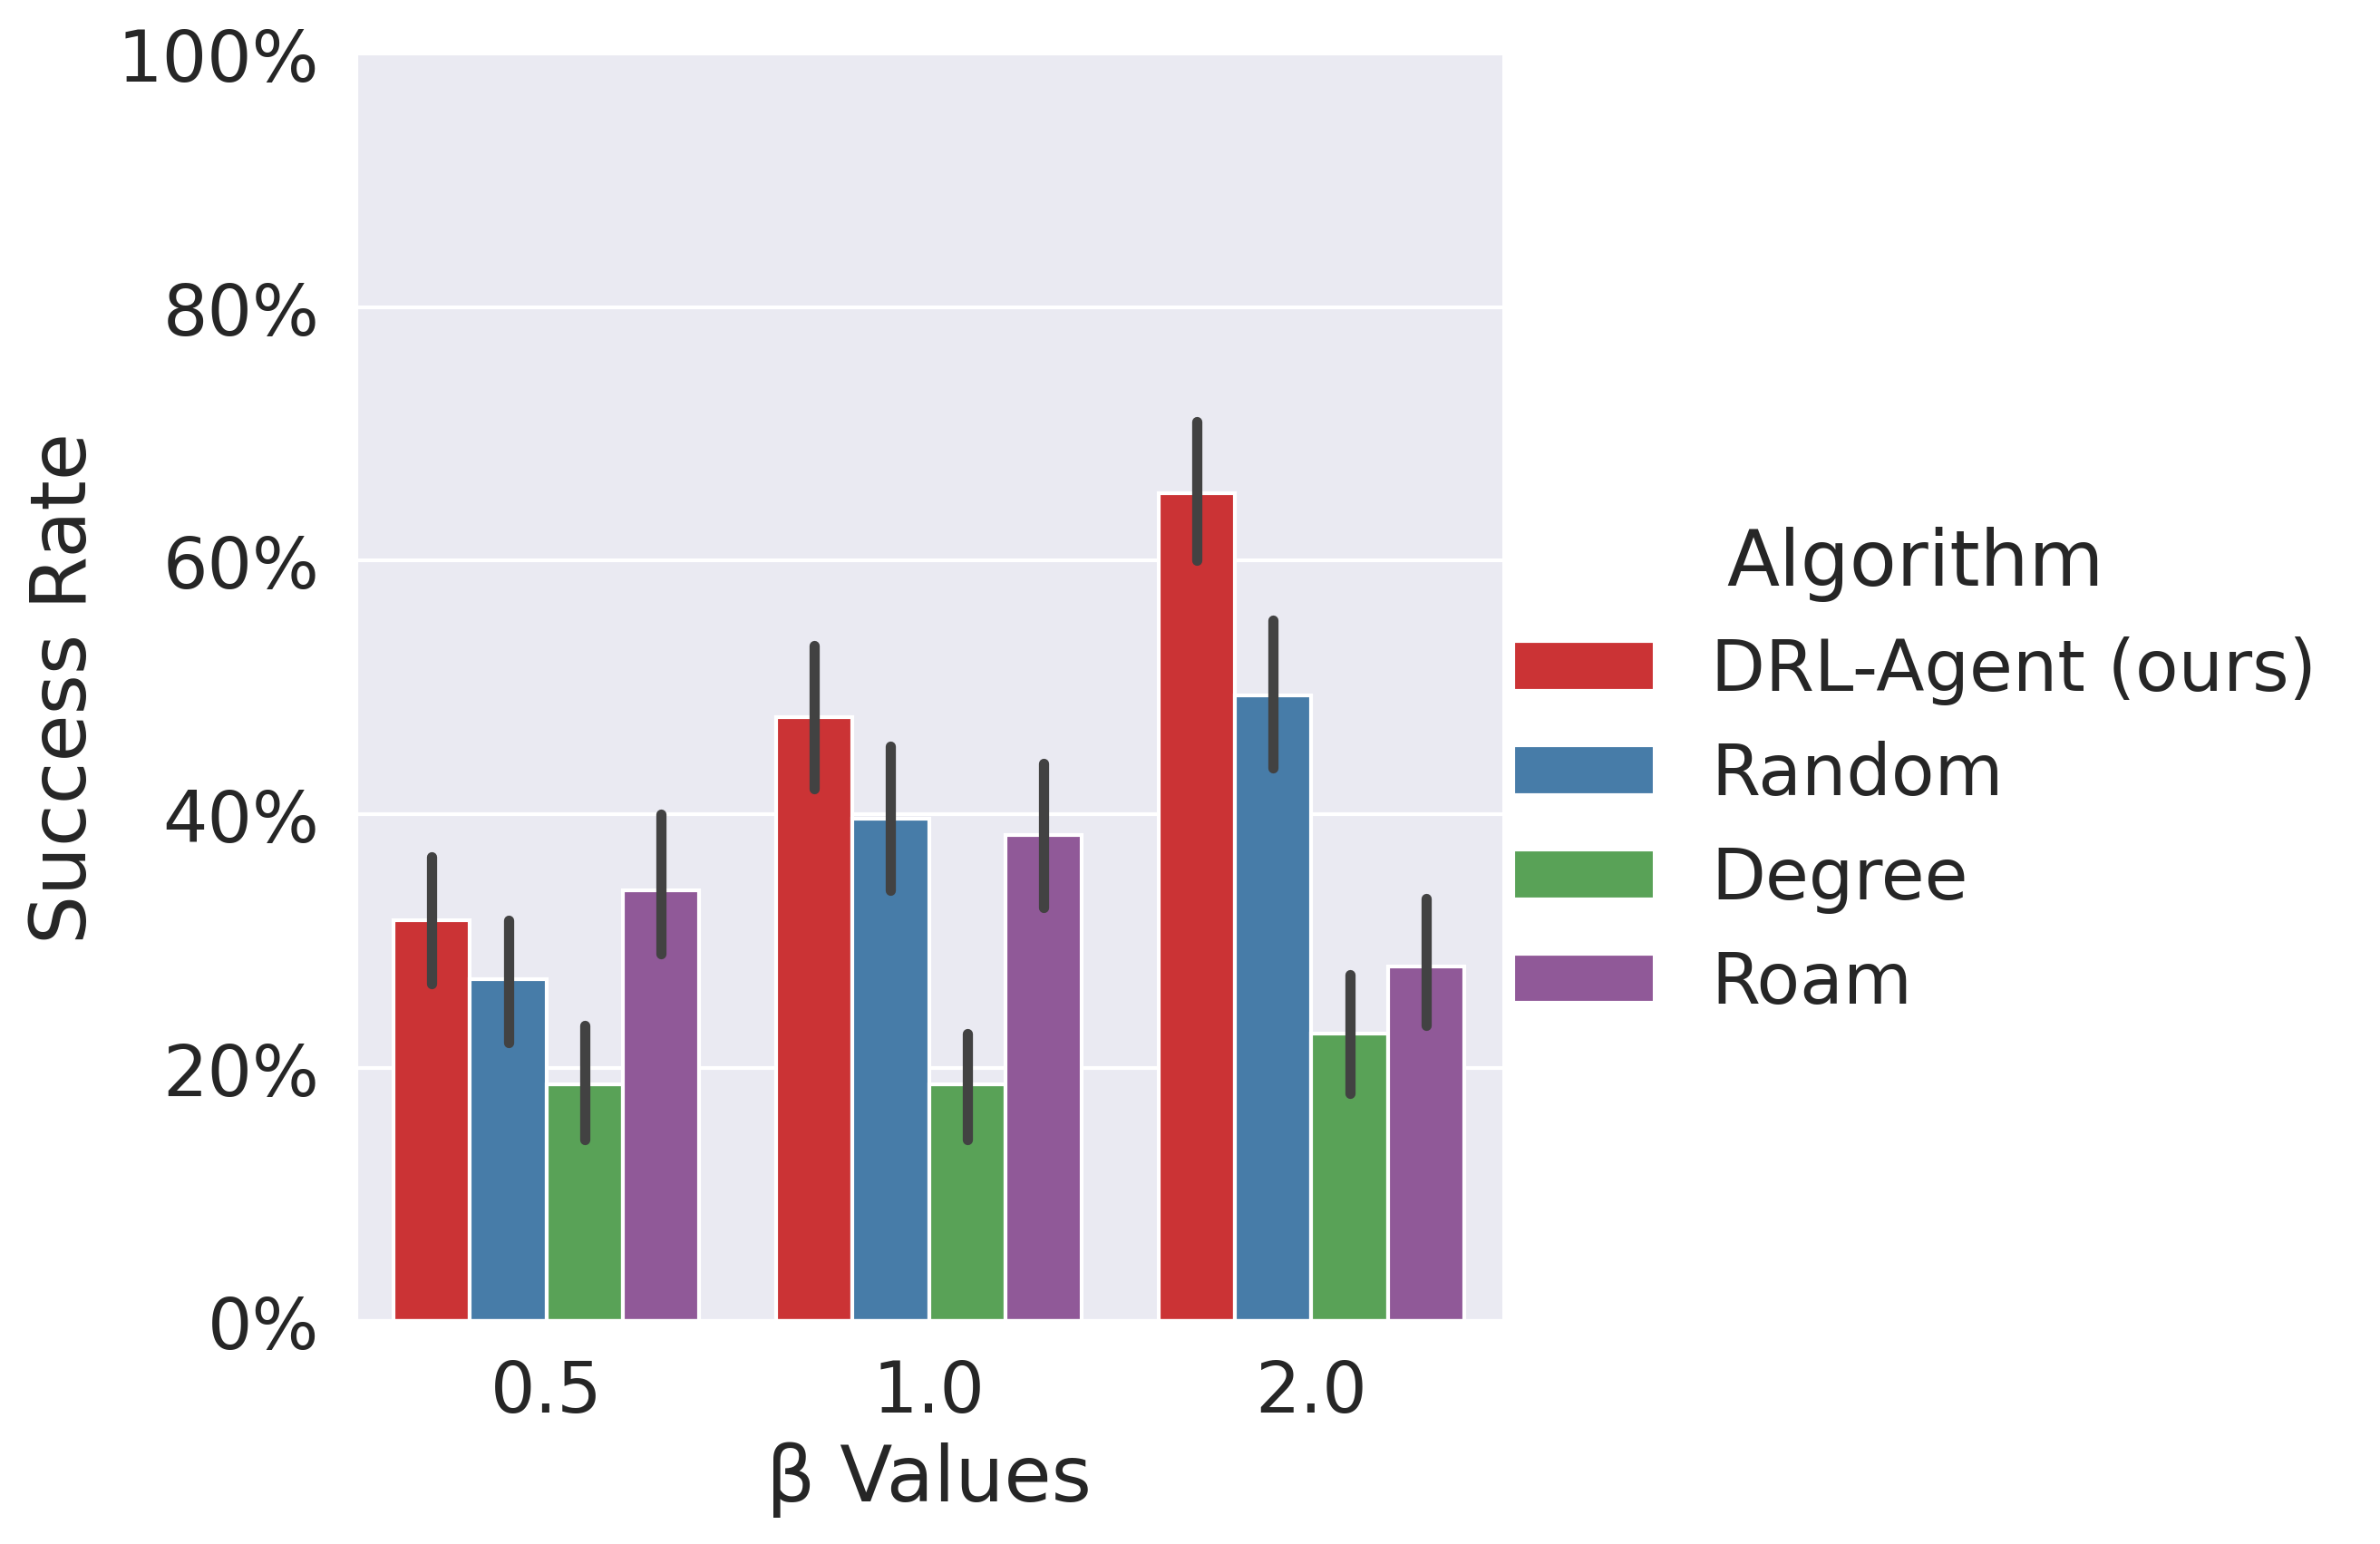 100%
80%
60%
40%
20%
0%
Success Rate
0.5 1.0 2.0
β Values
Algorithm
DRL-Agent (ours)
Random
Degree
Roam